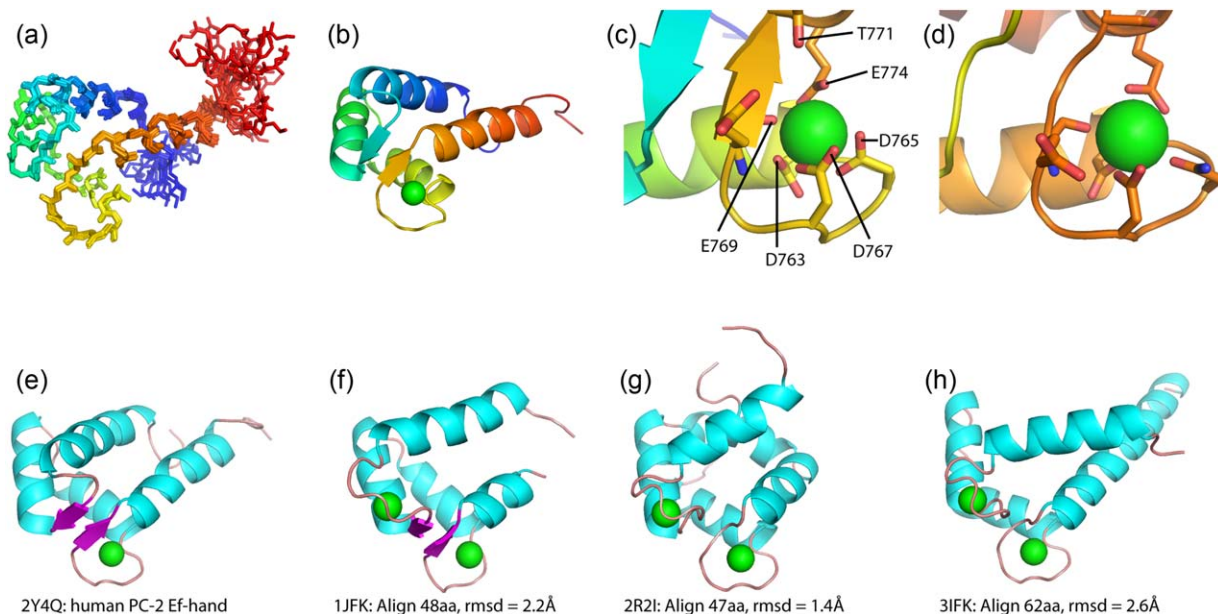 (a)
(b)
(c)
(d)
T771
E774
D765
E769
D763
D767
(e)
(f)
(g)
(h)
2Y4Q: human PC-2 Ef-hand
1JFK: Align 48aa, rmsd = 2.2Å
2R2I: Align 47aa, rmsd = 1.4Å
3IFK: Align 62aa, rmsd = 2.6Å